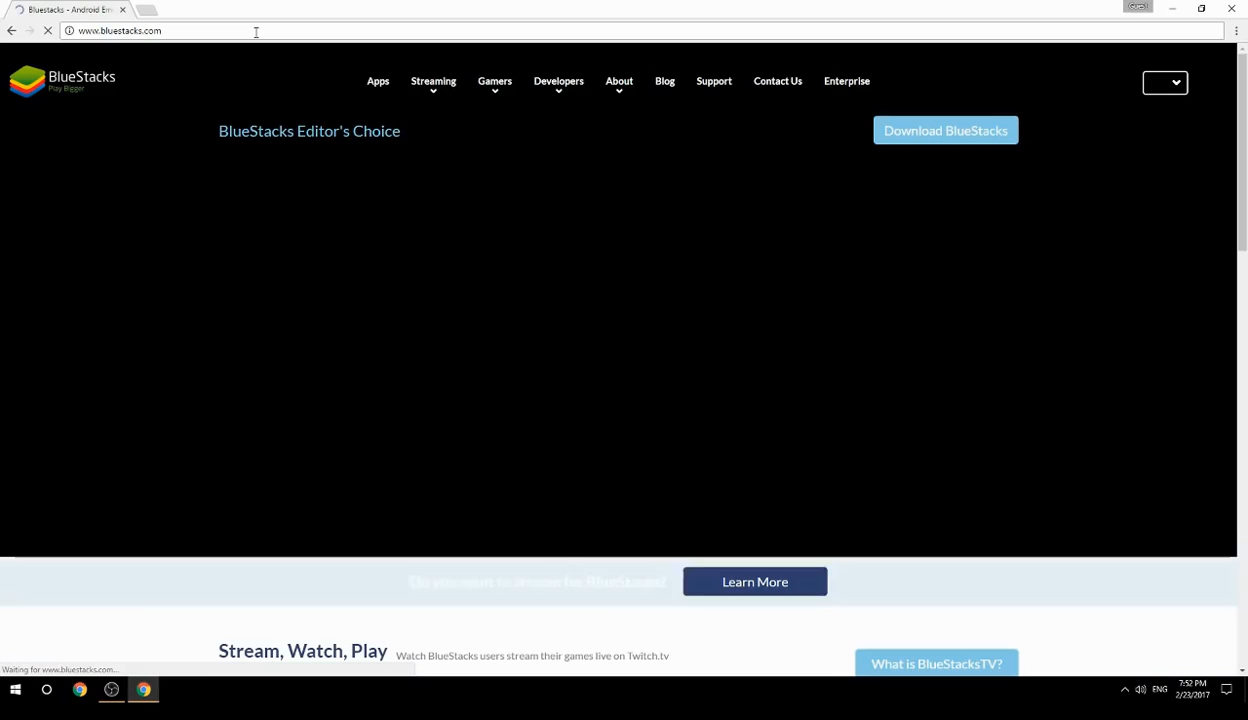 Bluestacks - Android Em
Guest
www.bluestacks.com
BlueStacks
Play Bigger
Apps
Streaming
Gamers
Developers
About
Blog
Support
Contact Us
Enterprise
BlueStacks Editor's Choice
Download BlueStacks
Learn More
Stream, Watch, Play
Watch BlueStacks users stream their games live on Twitch.tv
What is BlueStacksTV?
Waiting for www.bluestacks.com...
ENG
7:52 PM
2/23/2017